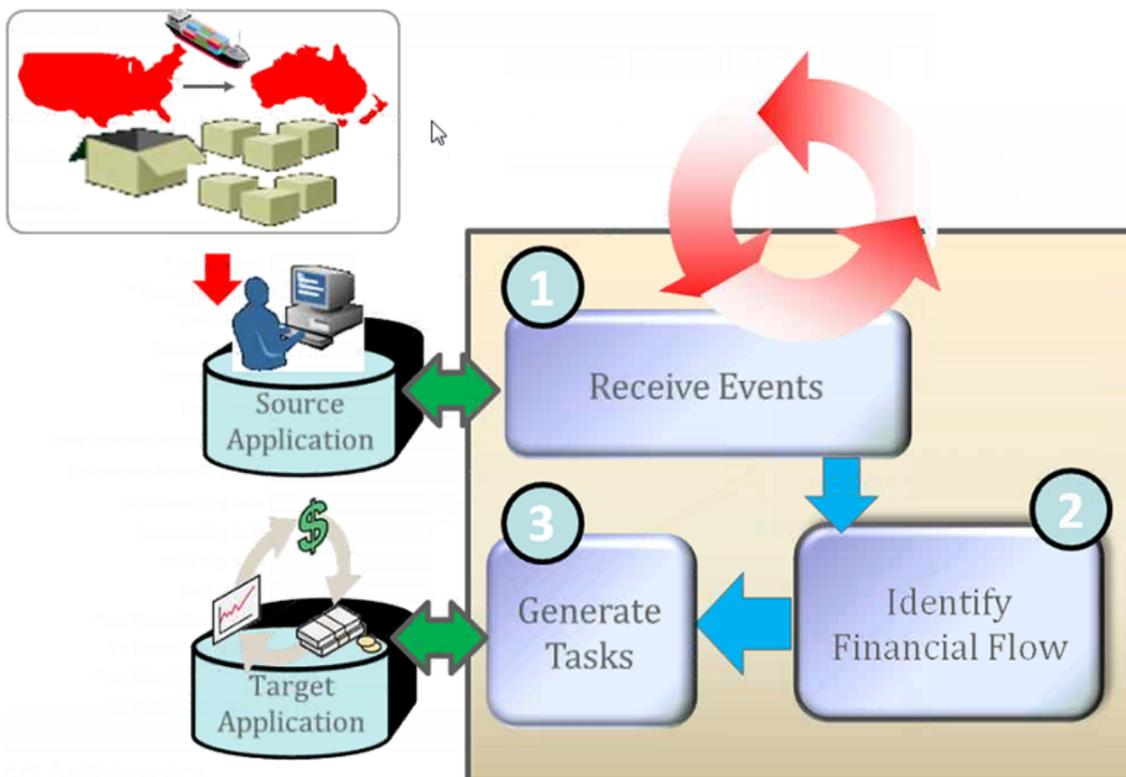 1
Receive Events
Source
Application
2
3
Generate
Tasks
Identify
Financial Flow
$
Target
Application